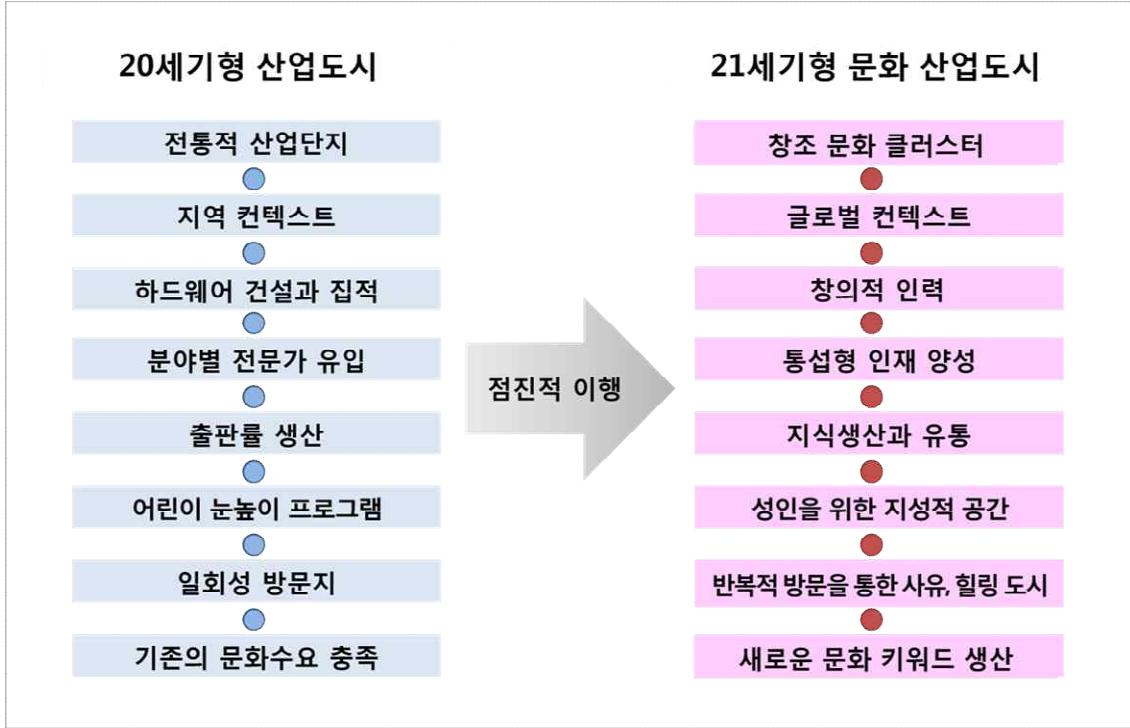 20세기형 산업도시
전통적 산업단지
지역 컨텍스트
하드웨어 건설과 집적
분야별 전문가 유입
출판률 생산
어린이 눈높이 프로그램
일회성 방문지
기존의 문화수요 충족
점진적 이행
21세기형 문화 산업도시
창조 문화 클러스터
글로벌 컨텍스트
창의적 인력
통섭형 인재 양성
지식생산과 유통
성인을 위한 지성적 공간
반복적 방문을 통한 사유, 힐링 도시
새로운 문화 키워드 생산